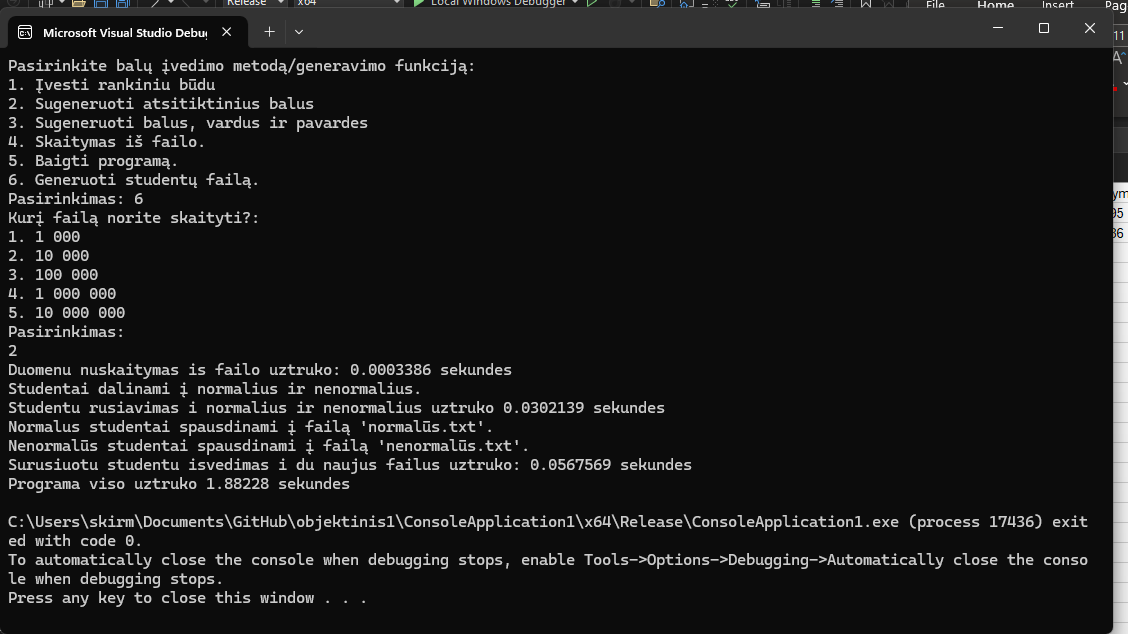 Release
x64
Local Windows Debugger
File
Home
Insert
Pag
Microsoft Visual Studio Debug
11
A
Pasirinkite balų įvedimo metodą/generavimo funkciją:
1. Įvesti rankiniu būdu
2. Sugeneruoti atsitiktinius balus
3. Sugeneruoti balus, vardus ir pavardes
4. Skaitymas iš failo.
5. Baigti programą.
6. Generuoti studentų failą.
Pasirinkimas: 6
Kurį failą norite skaityti?:
1. 1 000
2. 10 000
3. 100 000
4. 1 000 000
5. 10 000 000
Pasirinkimas:
2
Duomenu nuskaitymas is failo uztruko: 0.0003386 sekundes
Studentai dalinami į normalius ir nenormalius.
Studentu rusiavimas i normalius ir nenormalius uztruko 0.0302139 sekundes
Normalus studentai spausdinami į failą 'normalūs.txt'.
Nenormalūs studentai spausdinami į failą 'nenormalūs.txt'.
Surusiuotu studentu isvedimas i du naujus failus uztruko: 0.0567569 sekundes
Programa viso uztruko 1.88228 sekundes
C:\Users\skirm\Documents\GitHub\objektinis1\ConsoleApplication1\x64\Release\ConsoleApplication1.exe (process 17436) exit
ed with code 0.
To automatically close the console when debugging stops, enable Tools->Options->Debugging->Automatically close the conso
le when debugging stops.
Press any key to close this window . . .